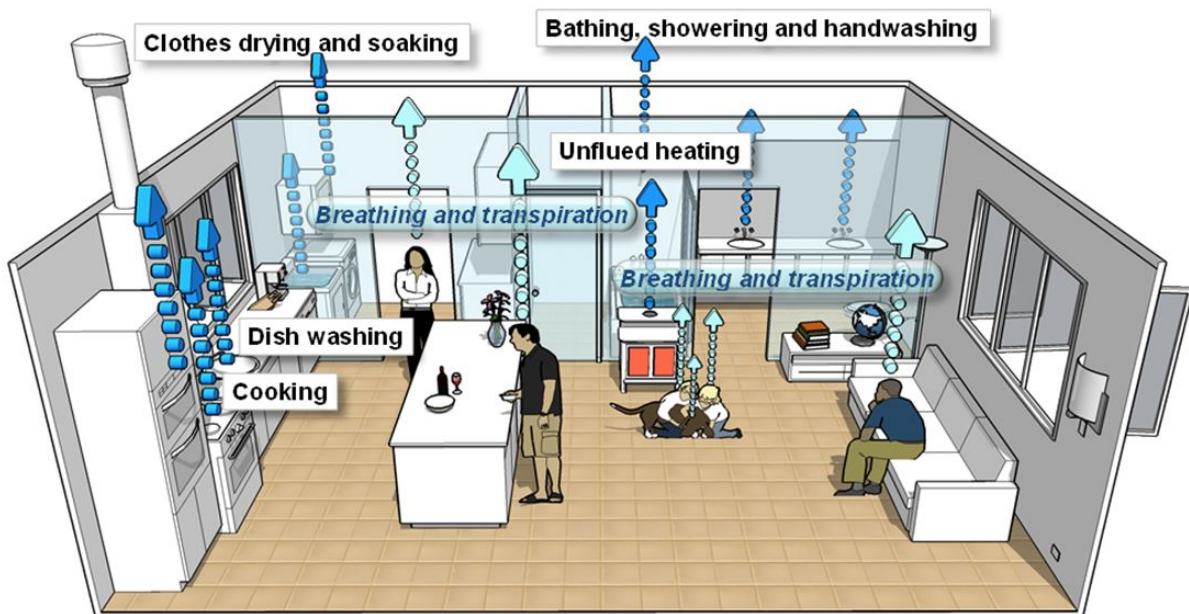 Clothes drying and soaking
Bathing, showering and handwashing
Unflued heating
Breathing and transpiration
Breathing and transpiration
Dish washing
Cooking